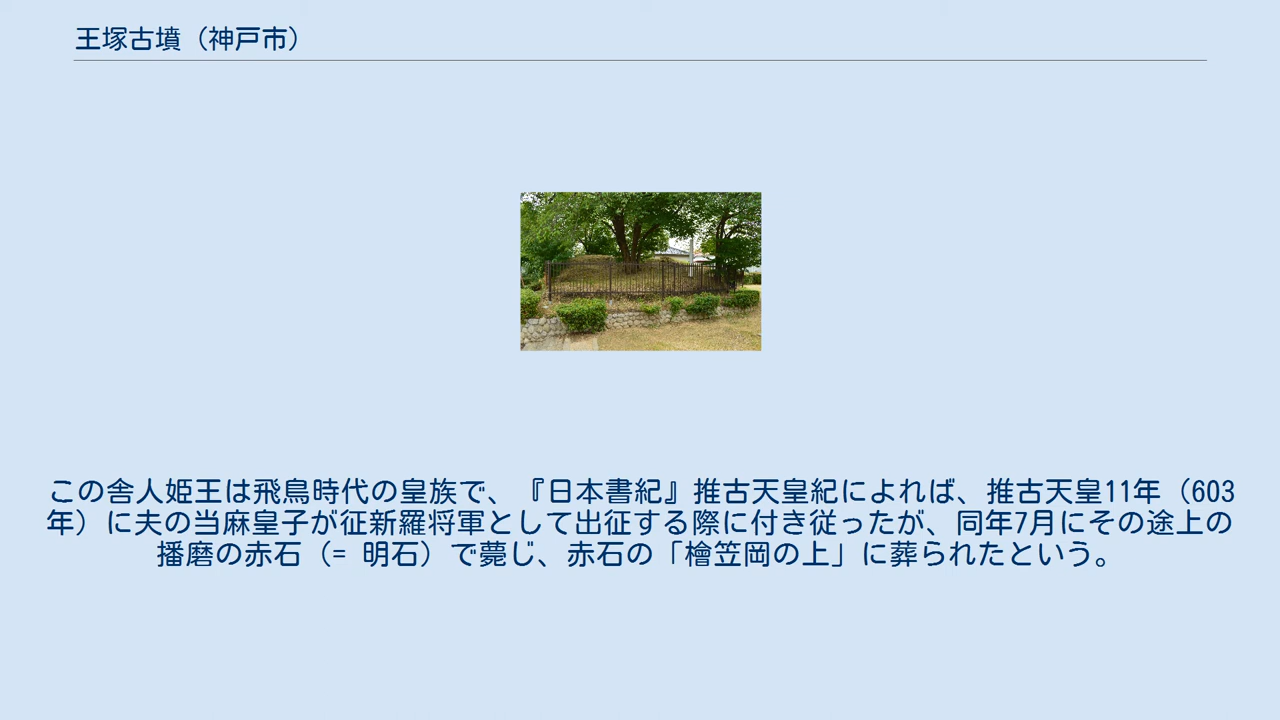 王塚古墳（神戸市）
この舎人姫王は飛鳥時代の皇族で、『日本書紀』推古天皇紀によれば、推古天皇11年（603
年）に夫の当麻皇子が征新羅将軍として出征する際に付き従ったが、同年7月にその途上の
播磨の赤石（= 明石）で薨じ、赤石の「檜笠岡の上」に葬られたという。